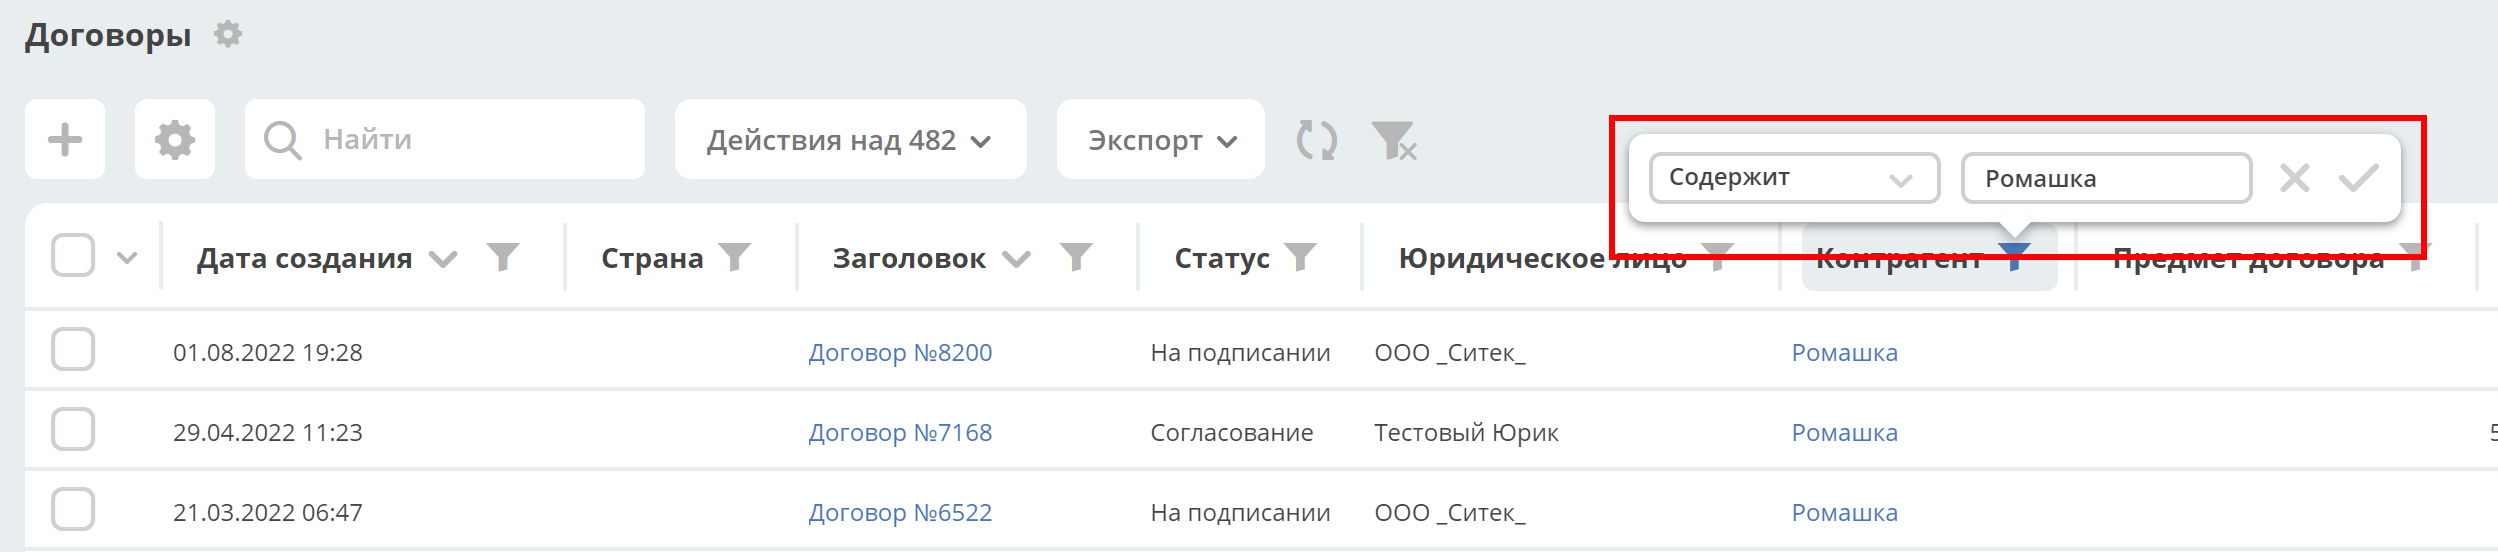 Договоры
Найти Действия над 482 Экспорт
Содержит Ромашка
Дата создания Страна Заголовок Статус Юридическое лицо Контрагент Предмет договора
01.08.2022 19:28 Договор №8200 На подписании ООО _Ситек_ Ромашка
29.04.2022 11:23 Договор №7168 Согласование Тестовый Юрик Ромашка
21.03.2022 06:47 Договор №6522 На подписании ООО _Ситек_ Ромашка